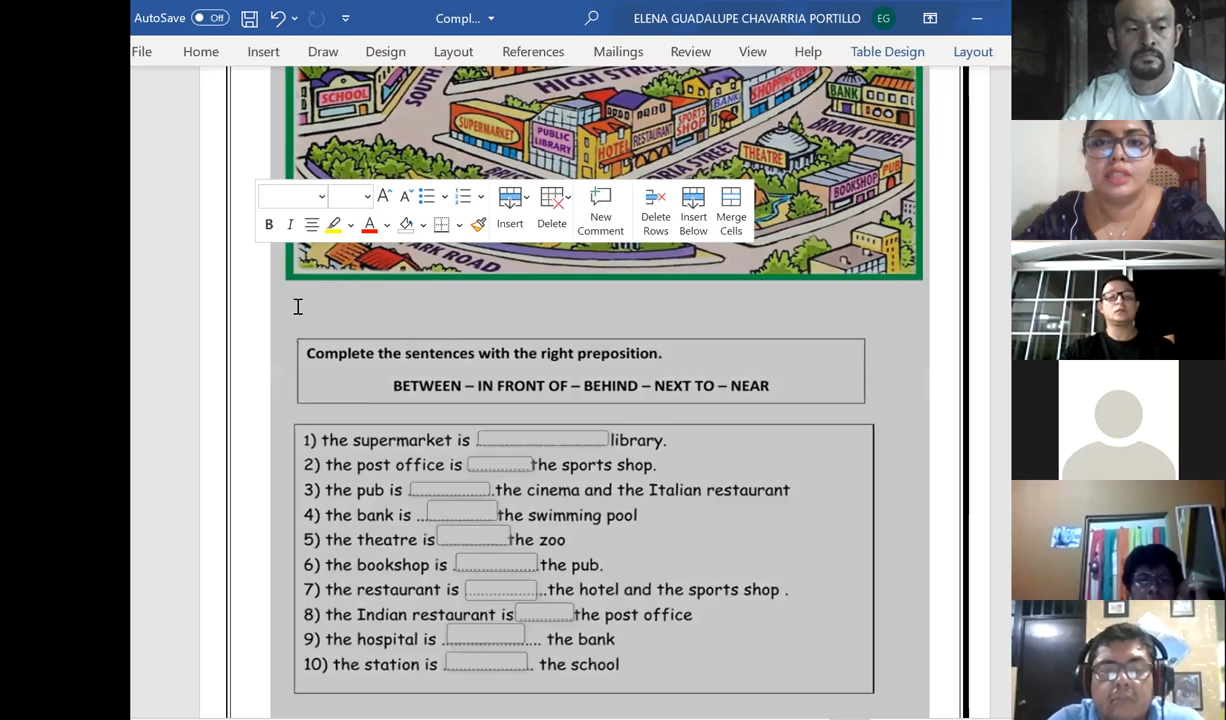 AutoSave Off Compl... ELENA GUADALUPE CHAVARRIA PORTILLO EG
File Home Insert Draw Design Layout References Mailings Review View Help Table Design Layout
SCHOOL
SOUTH
HIGH STREET
SUPERMARKET
PUBLIC LIBRARY
HOTEL
RESTAURANT
SPORTS SHOP
BANK
SHOPPING CENTRE
BANK
BROOK STREET
THEATRE
BOOKSHOP
PUB
Insert Delete New Comment Delete Rows Insert Below Merge Cells
PARK ROAD
Complete the sentences with the right preposition.
BETWEEN – IN FRONT OF – BEHIND – NEXT TO – NEAR
1) the supermarket is ..................... library.
2) the post office is ............the sports shop.
3) the pub is ................the cinema and the Italian restaurant
4) the bank is ................the swimming pool
5) the theatre is ..............the zoo
6) the bookshop is ................the pub.
7) the restaurant is .................the hotel and the sports shop .
8) the Indian restaurant is...........the post office
9) the hospital is .................... the bank
10) the station is .................. the school